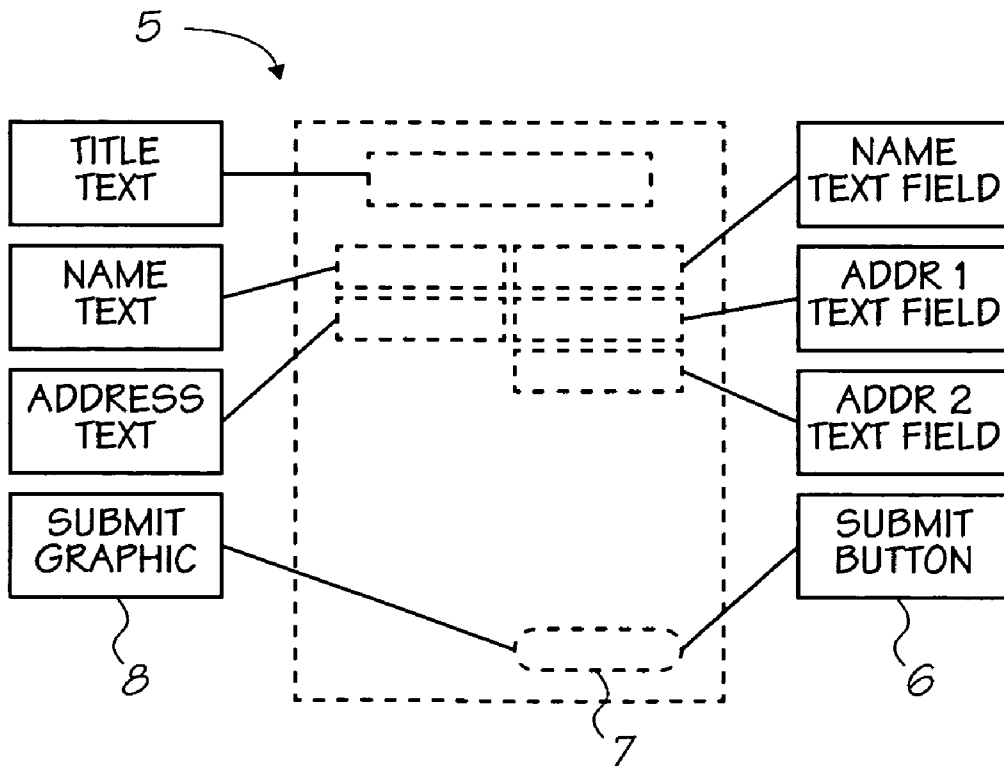 5
TITLE
TEXT
NAME
TEXT
ADDRESS
TEXT
SUBMIT
GRAPHIC
8
NAME
TEXT FIELD
ADDR 1
TEXT FIELD
ADDR 2
TEXT FIELD
SUBMIT
BUTTON
6
7